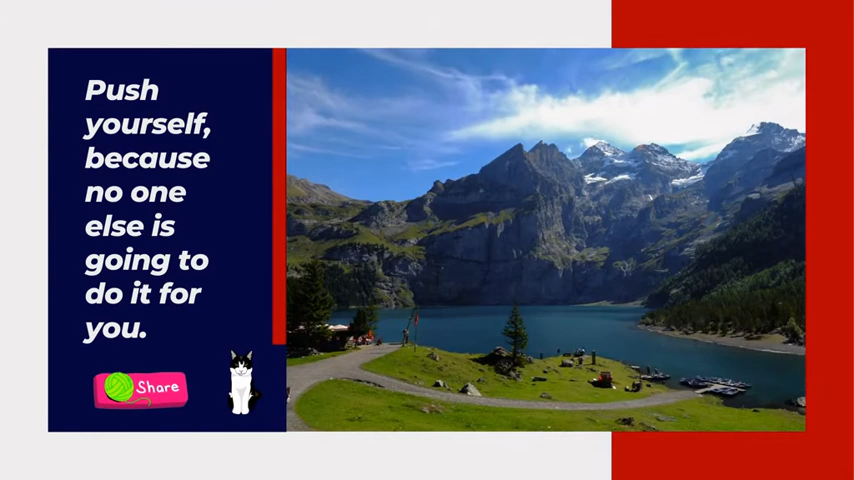 Push
yourself,
because
no one
else is
going to
do it for
you.
Share